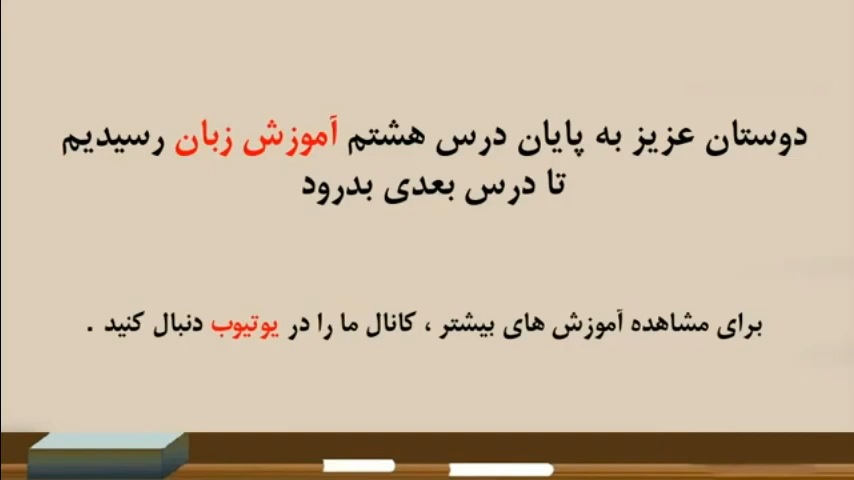 دوستان عزیز به پایان درس هشتم آموزش زبان رسیدیم
تا درس بعدی بدرود
برای مشاهده آموزش های بیشتر ، کانال ما را در یوتیوب دنبال کنید .